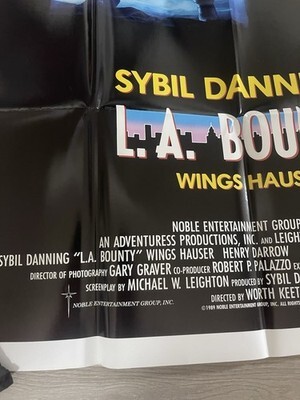 SYBIL DANN
L.A. BOU
WINGS HAUS
NOBLE ENTERTAINMENT GROUP
AN ADVENTURESS PRODUCTIONS, INC. AND LEIGH
SYBIL DANNING "L.A. BOUNTY" WINGS HAUSER HENRY DARROW
DIRECTOR OF PHOTOGRAPHY GARY GRAVER CO-PRODUCER ROBERT P. PALAZZO EX
SCREENPLAY BY MICHAEL W. LEIGHTON PRODUCED BY SYBIL D
DIRECTED BY WORTH KEET
NOBLE ENTERTAINMENT GROUP, INC.
©1989 NOBLE ENTERTAINMENT GROUP, INC.